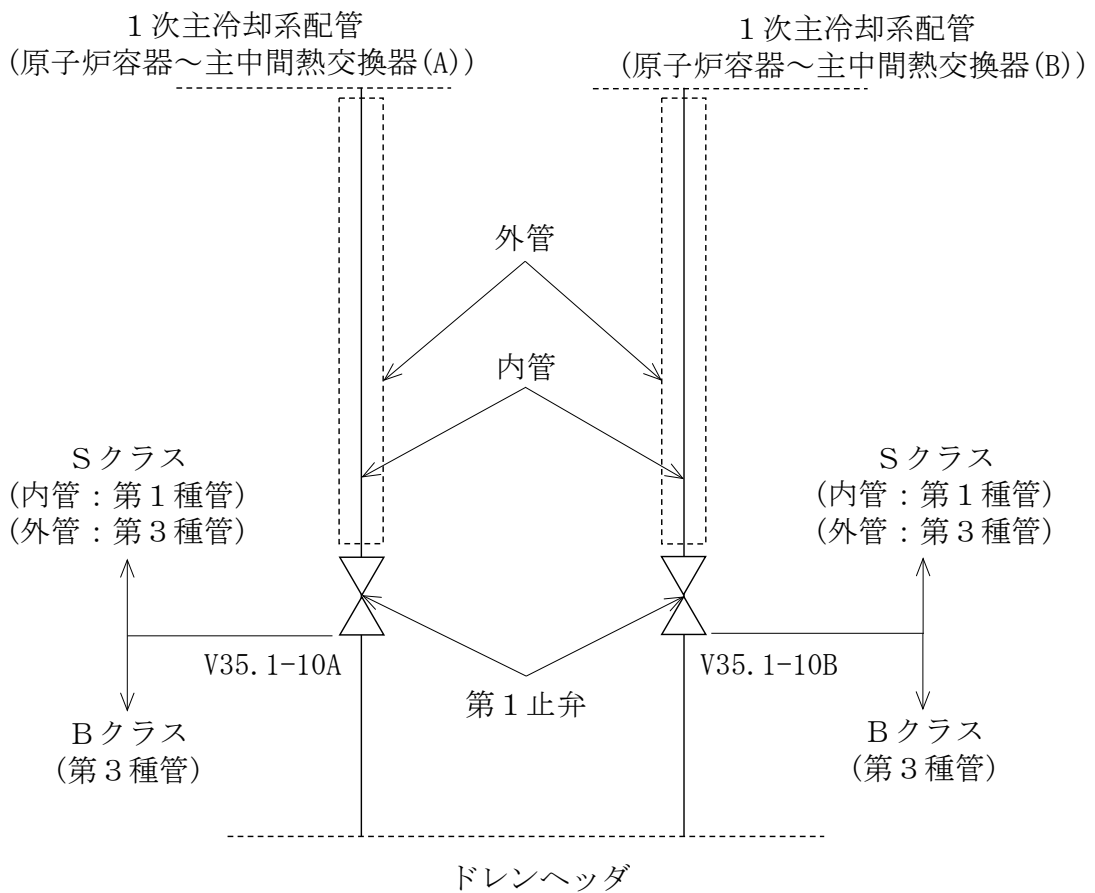 １次主冷却系配管
(原子炉容器～主中間熱交換器(A))
１次主冷却系配管
(原子炉容器～主中間熱交換器(B))
外管
内管
Ｓクラス
(内管：第１種管)
(外管：第３種管)
Ｓクラス
(内管：第１種管)
(外管：第３種管)
V35.1-10A
V35.1-10B
第１止弁
Ｂクラス
(第３種管)
Ｂクラス
(第３種管)
ドレンヘッダ